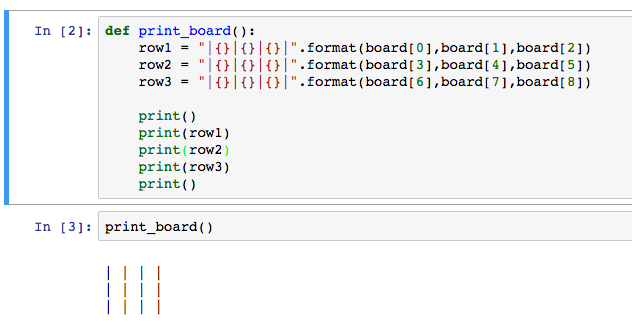 In [2]: def print_board():
    row1 = "|{}|{}|{}|".format(board[0],board[1],board[2])
    row2 = "|{}|{}|{}|".format(board[3],board[4],board[5])
    row3 = "|{}|{}|{}|".format(board[6],board[7],board[8])

    print()
    print(row1)
    print(row2)
    print(row3)
    print()
In [3]: print_board()

| | | |
| | | |
| | | |